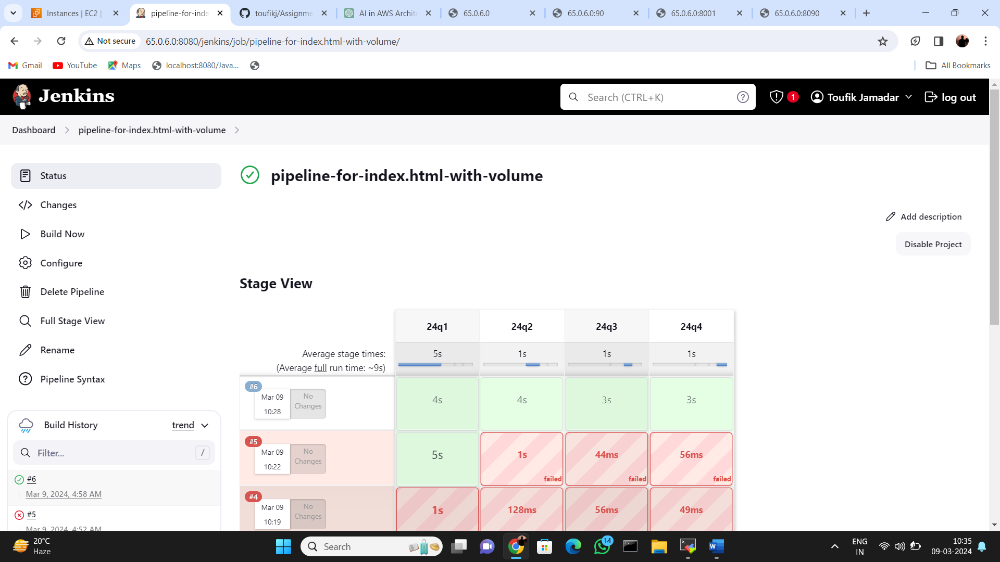 Instances | EC2 |
pipeline-for-inde
toufikj/Assignme
AI in AWS Archit
65.0.6.0
65.0.6.0:90
65.0.6.0:8001
65.0.6.0:8090
Not secure
65.0.6.0:8080/jenkins/job/pipeline-for-index.html-with-volume/
Gmail
YouTube
Maps
localhost:8080/Java...
All Bookmarks
Jenkins
Search (CTRL+K)
?
1
Toufik Jamadar
log out
Dashboard
pipeline-for-index.html-with-volume
Status
Changes
Build Now
Configure
Delete Pipeline
Full Stage View
Rename
Pipeline Syntax
Build History
trend
Filter...
/
#6
Mar 9, 2024, 4:58 AM
#5
Mar 9, 2024, 4:52 AM
pipeline-for-index.html-with-volume
Add description
Disable Project
Stage View
24q1 24q2 24q3 24q4
Average stage times:
(Average full run time: ~9s)
5s 1s 1s 1s
#6
Mar 09
10:28
No
Changes
4s 4s 3s 3s
#5
Mar 09
10:22
No
Changes
5s 1s 44ms 56ms
failed failed failed
#4
Mar 09
10:19
No
Changes
1s 128ms 56ms 49ms
20°C
Haze
Search
14
ENG
IN
10:35
09-03-2024